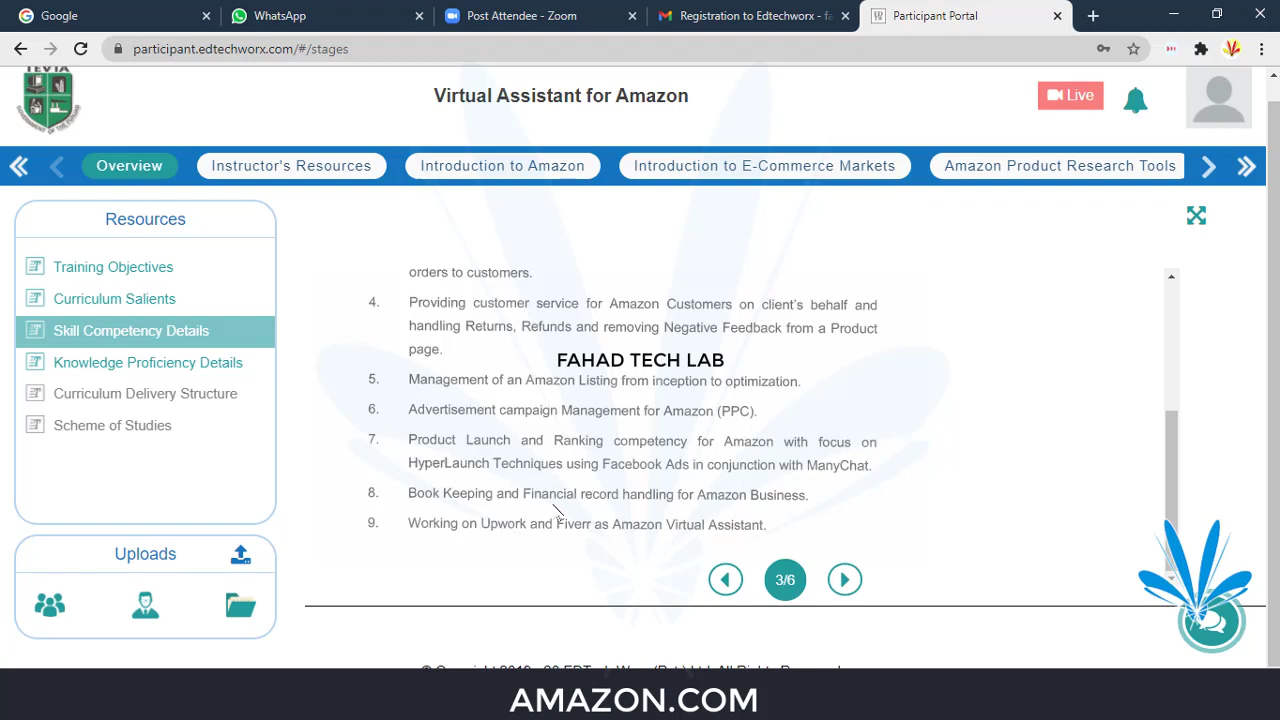 Google
WhatsApp
Post Attendee - Zoom
Registration to Edtechworx - fa
Participant Portal
participant.edtechworx.com/#/stages
TEVTA
Virtual Assistant for Amazon
Live
Overview
Instructor's Resources
Introduction to Amazon
Introduction to E-Commerce Markets
Amazon Product Research Tools
Resources
Training Objectives
Curriculum Salients
Skill Competency Details
Knowledge Proficiency Details
Curriculum Delivery Structure
Scheme of Studies
Uploads
orders to customers.
4. Providing customer service for Amazon Customers on client's behalf and
handling Returns, Refunds and removing Negative Feedback from a Product
page.
FAHAD TECH LAB
5. Management of an Amazon Listing from inception to optimization.
6. Advertisement campaign Management for Amazon (PPC).
7. Product Launch and Ranking competency for Amazon with focus on
HyperLaunch Techniques using Facebook Ads in conjunction with ManyChat.
8. Book Keeping and Financial record handling for Amazon Business.
9. Working on Upwork and Fiverr as Amazon Virtual Assistant.
3/6
AMAZON.COM